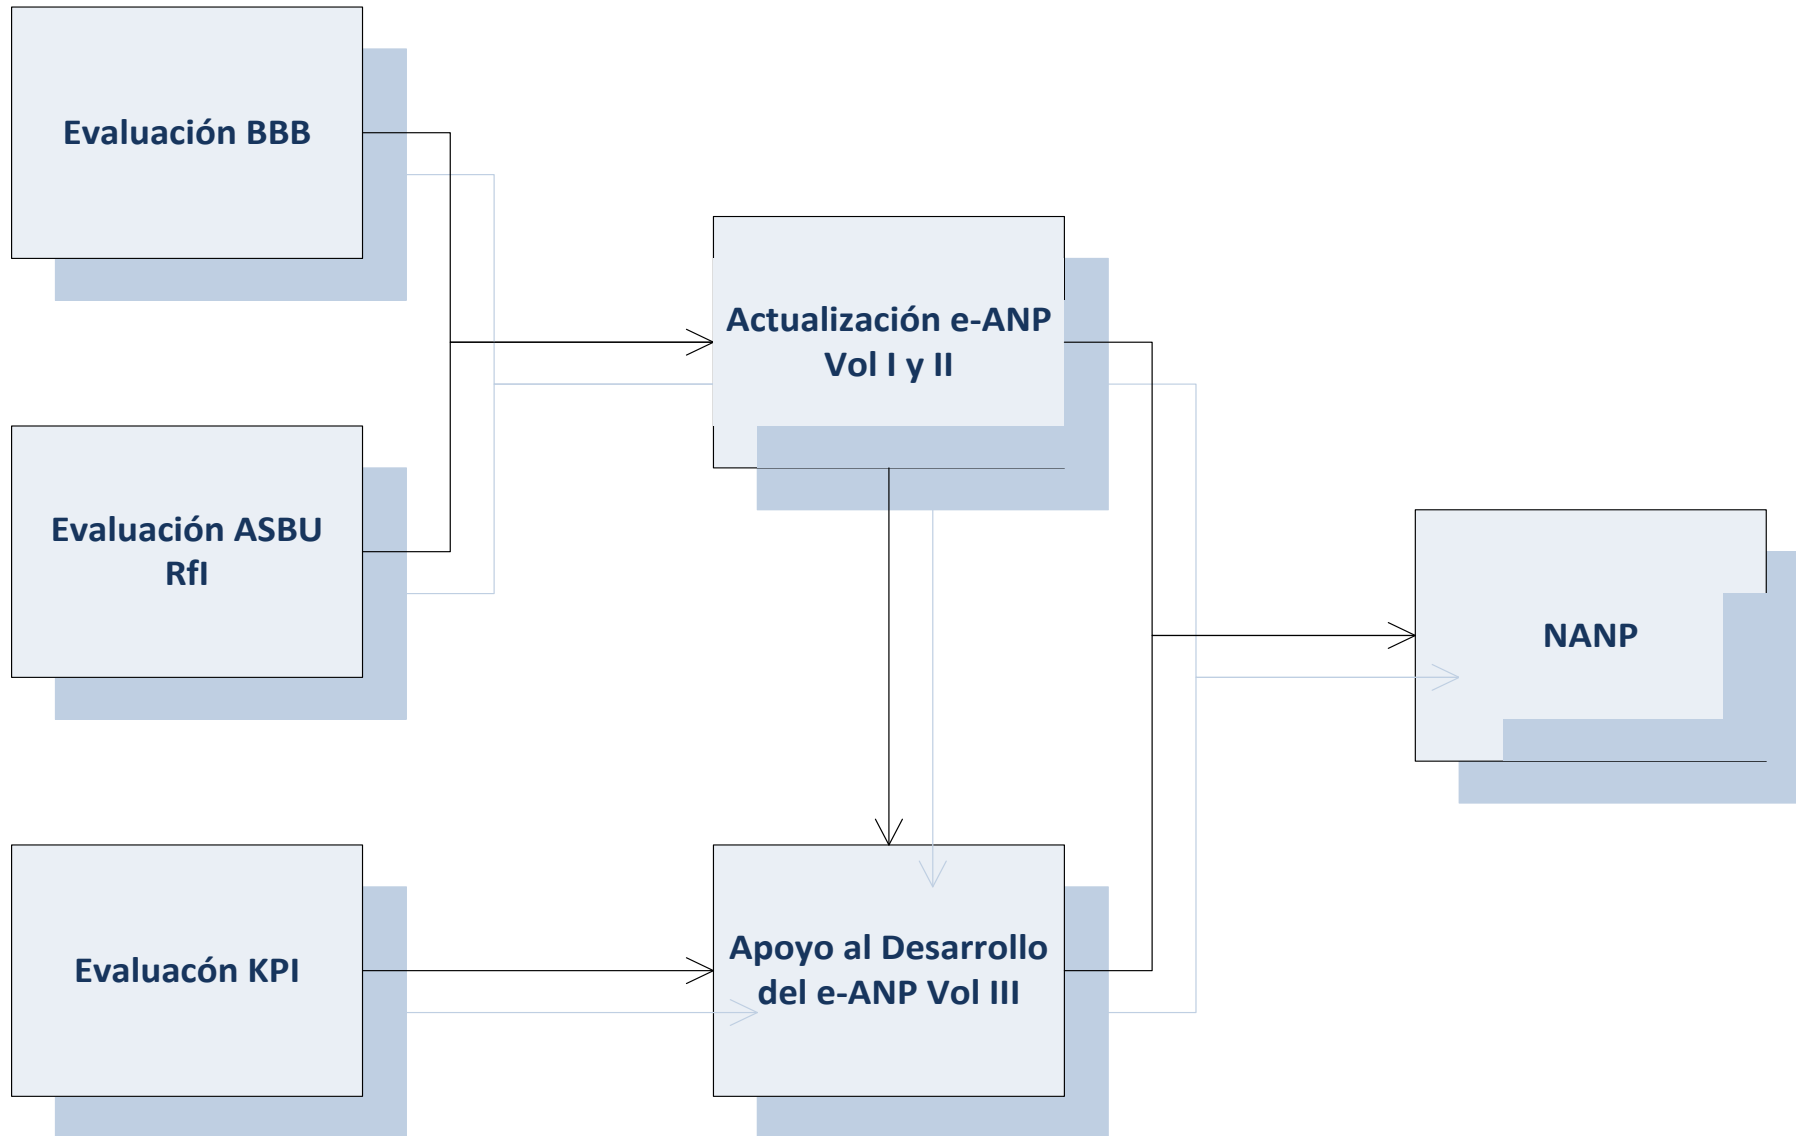 Evaluación BBB
Actualización e-ANP
Vol I y II
Evaluación ASBU
RfI
NANP
Evaluacón KPI
Apoyo al Desarrollo
del e-ANP Vol III